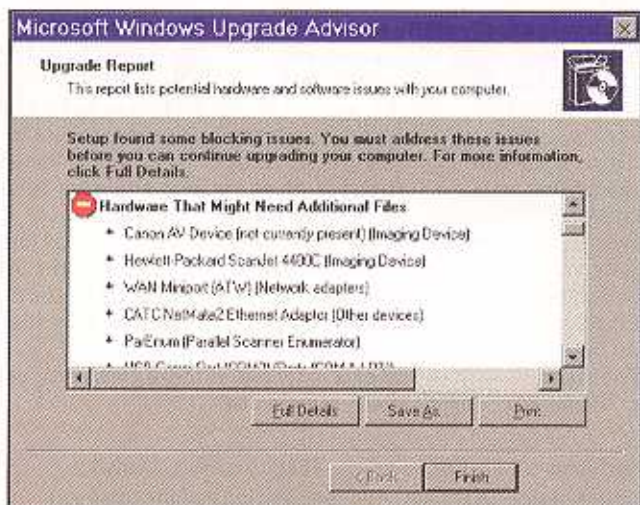 Microsoft Windows Upgrade Advisor
Upgrade Report
This report lists potential hardware and software issues with your computer.
Setup found some blocking issues. You must address these issues
before you can continue upgrading your computer. For more information,
click Full Details.
Hardware That Might Need Additional Files
Canon AV Device (not currently present) (Imaging Device)
Hewlett-Packard ScanJet 4400C (Imaging Device)
WAN Miniport (ATW) (Network adapters)
CATC NetMate2 Ethernet Adaptor (Other devices)
ParEnum (Parallel Scanner Enumerator)
Full Details
Save As
Print
< Back
Finish